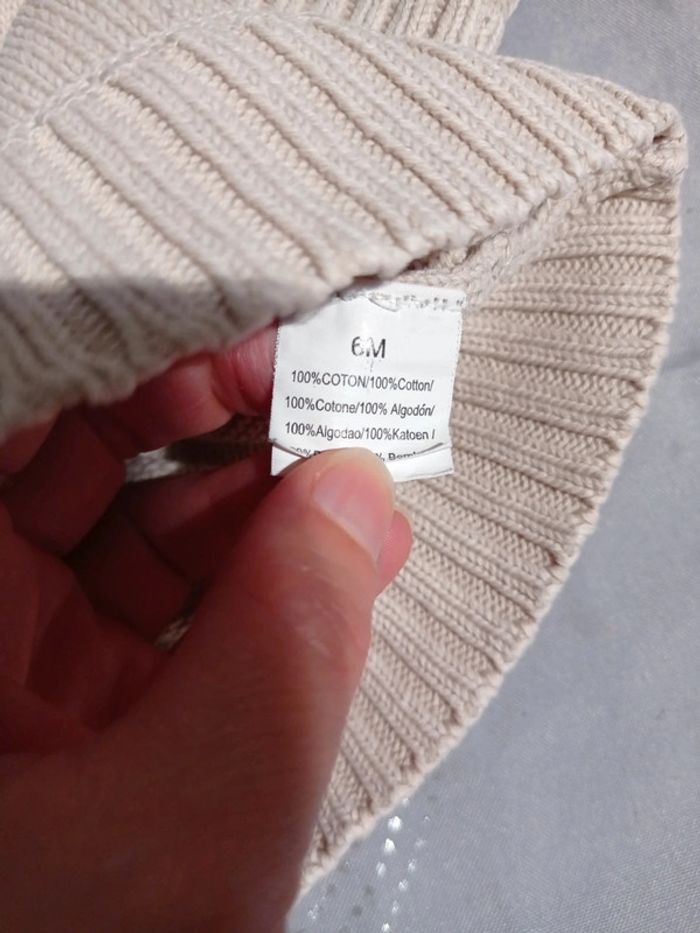 6M
100%COTON/100%Cotton/
100%Cotone/100% Algodón/
100%Algodao/100%Katoen /